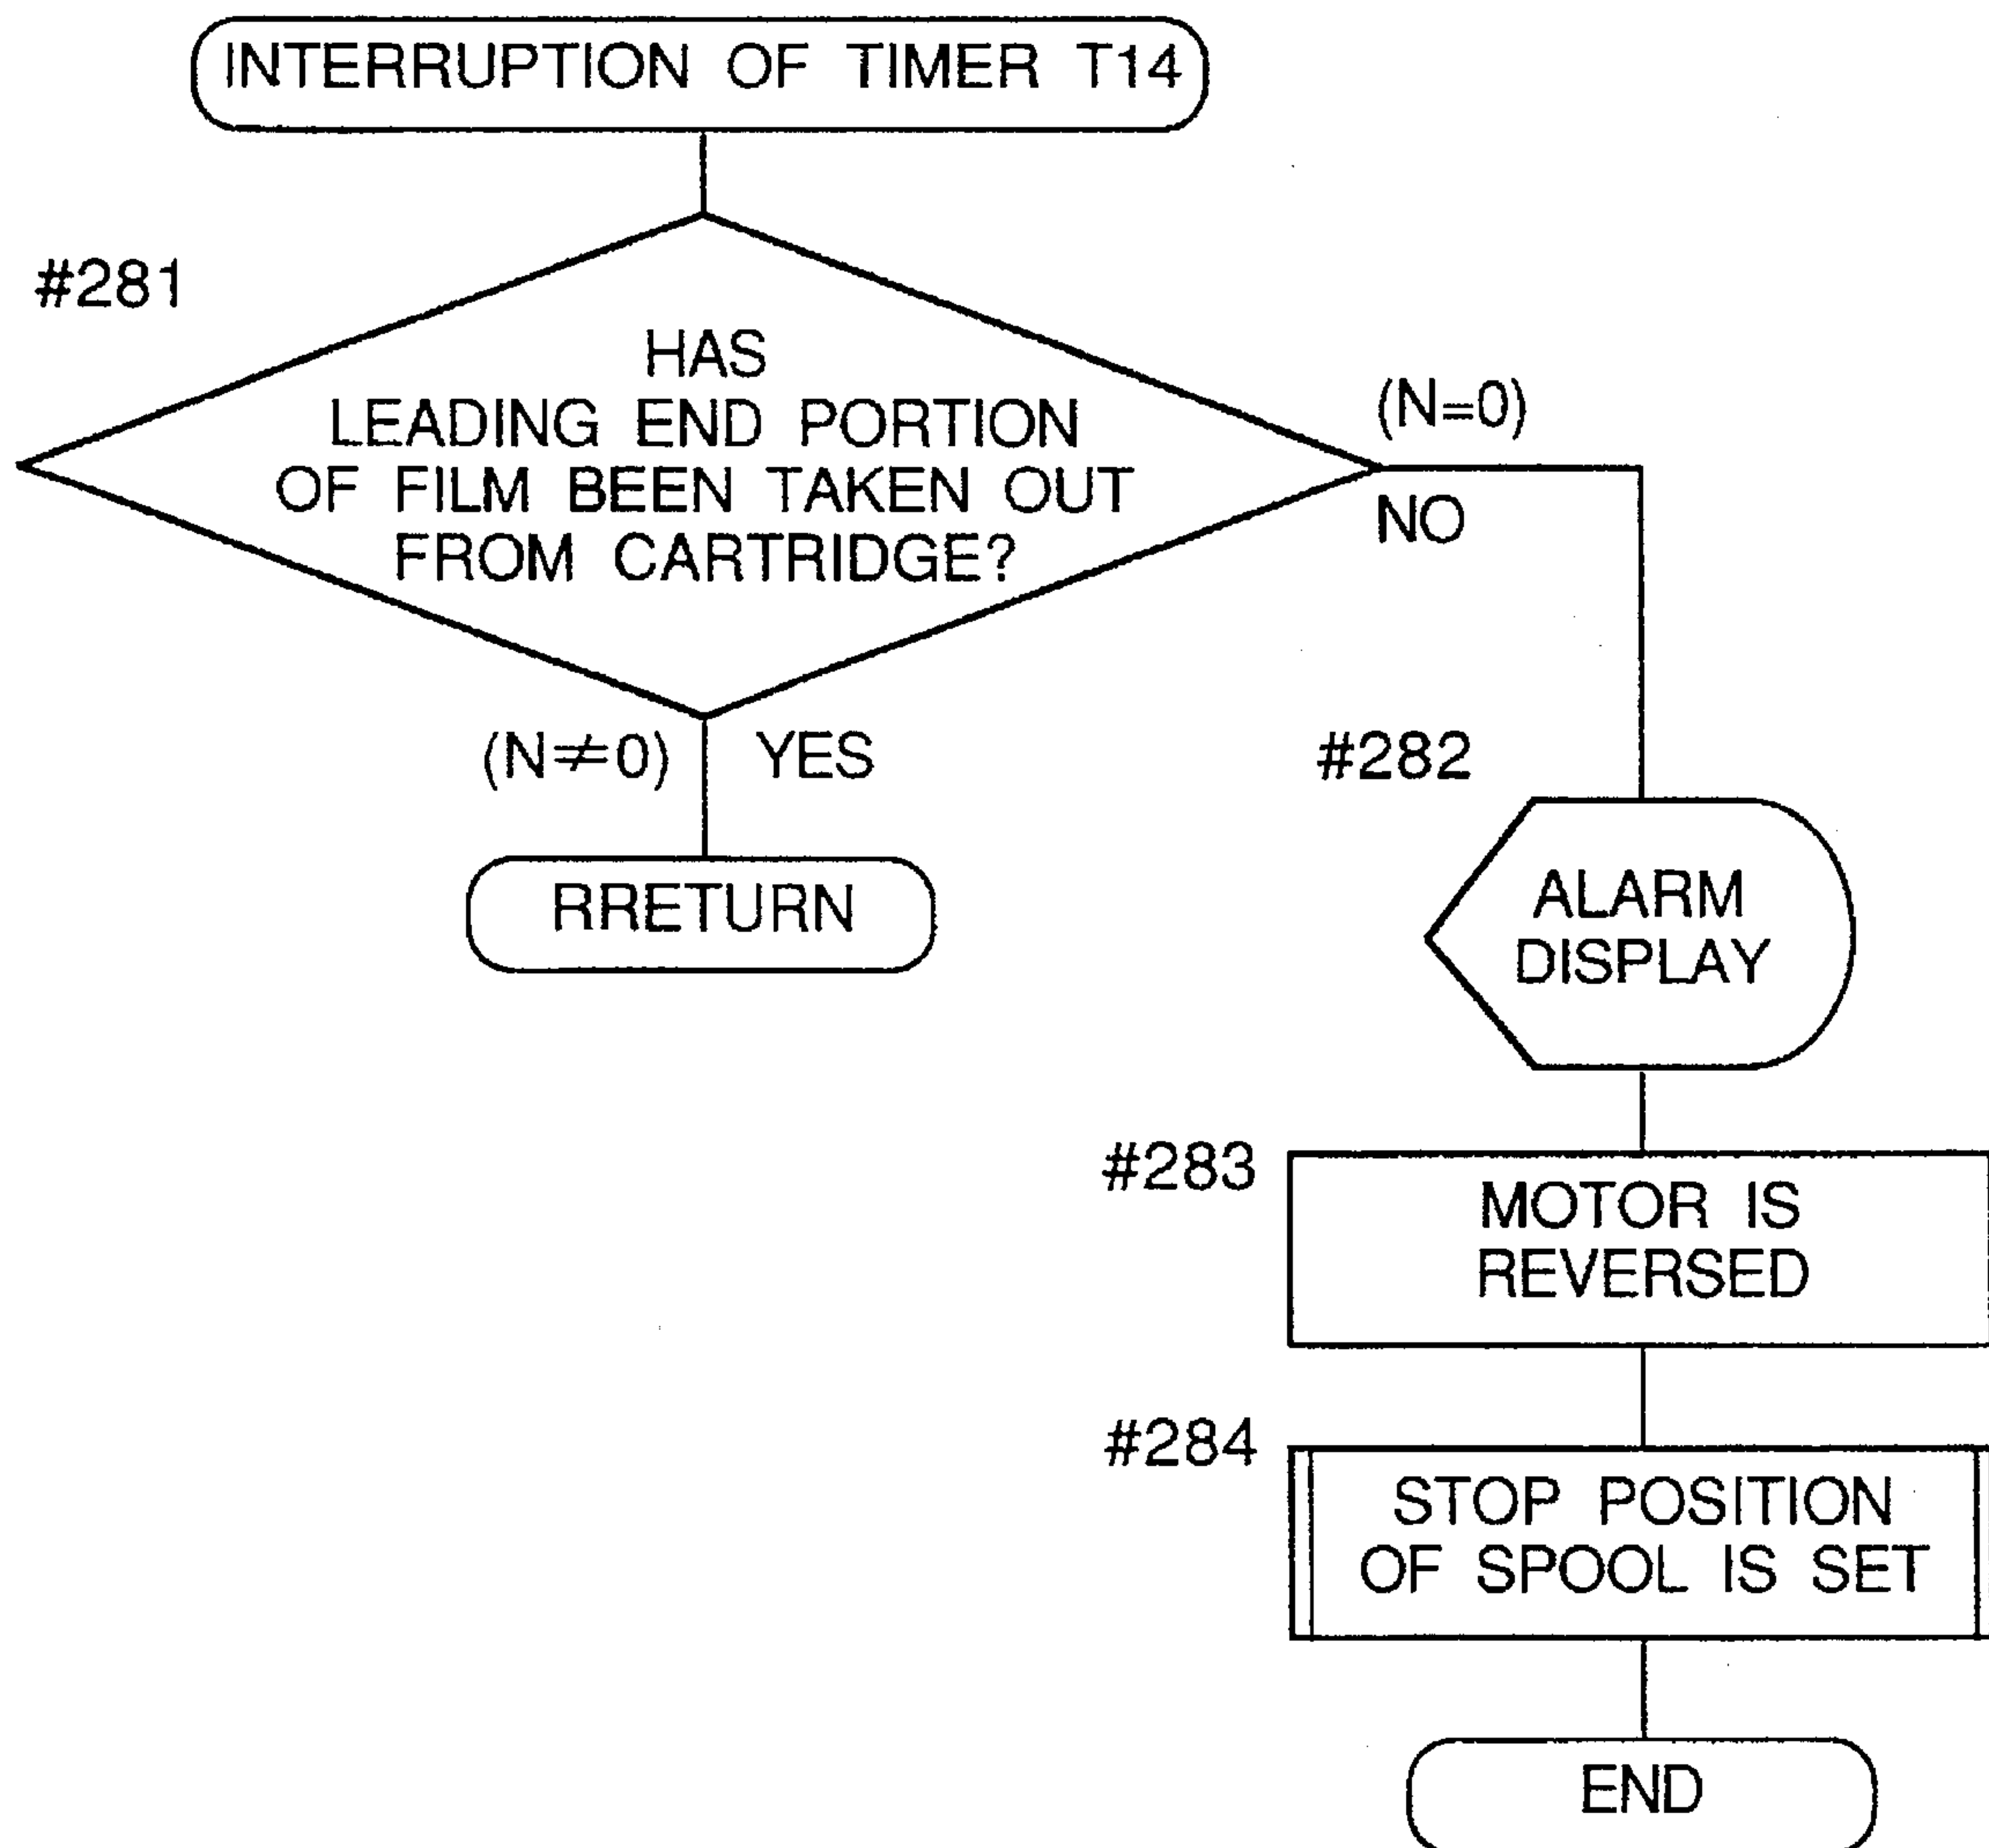 INTERRUPTION OF TIMER T14
#281
HAS
LEADING END PORTION
OF FILM BEEN TAKEN OUT
FROM CARTRIDGE?
(N=0)
NO
(N≠0) YES
RRETURN
#282
ALARM
DISPLAY
#283
MOTOR IS
REVERSED
#284
STOP POSITION
OF SPOOL IS SET
END